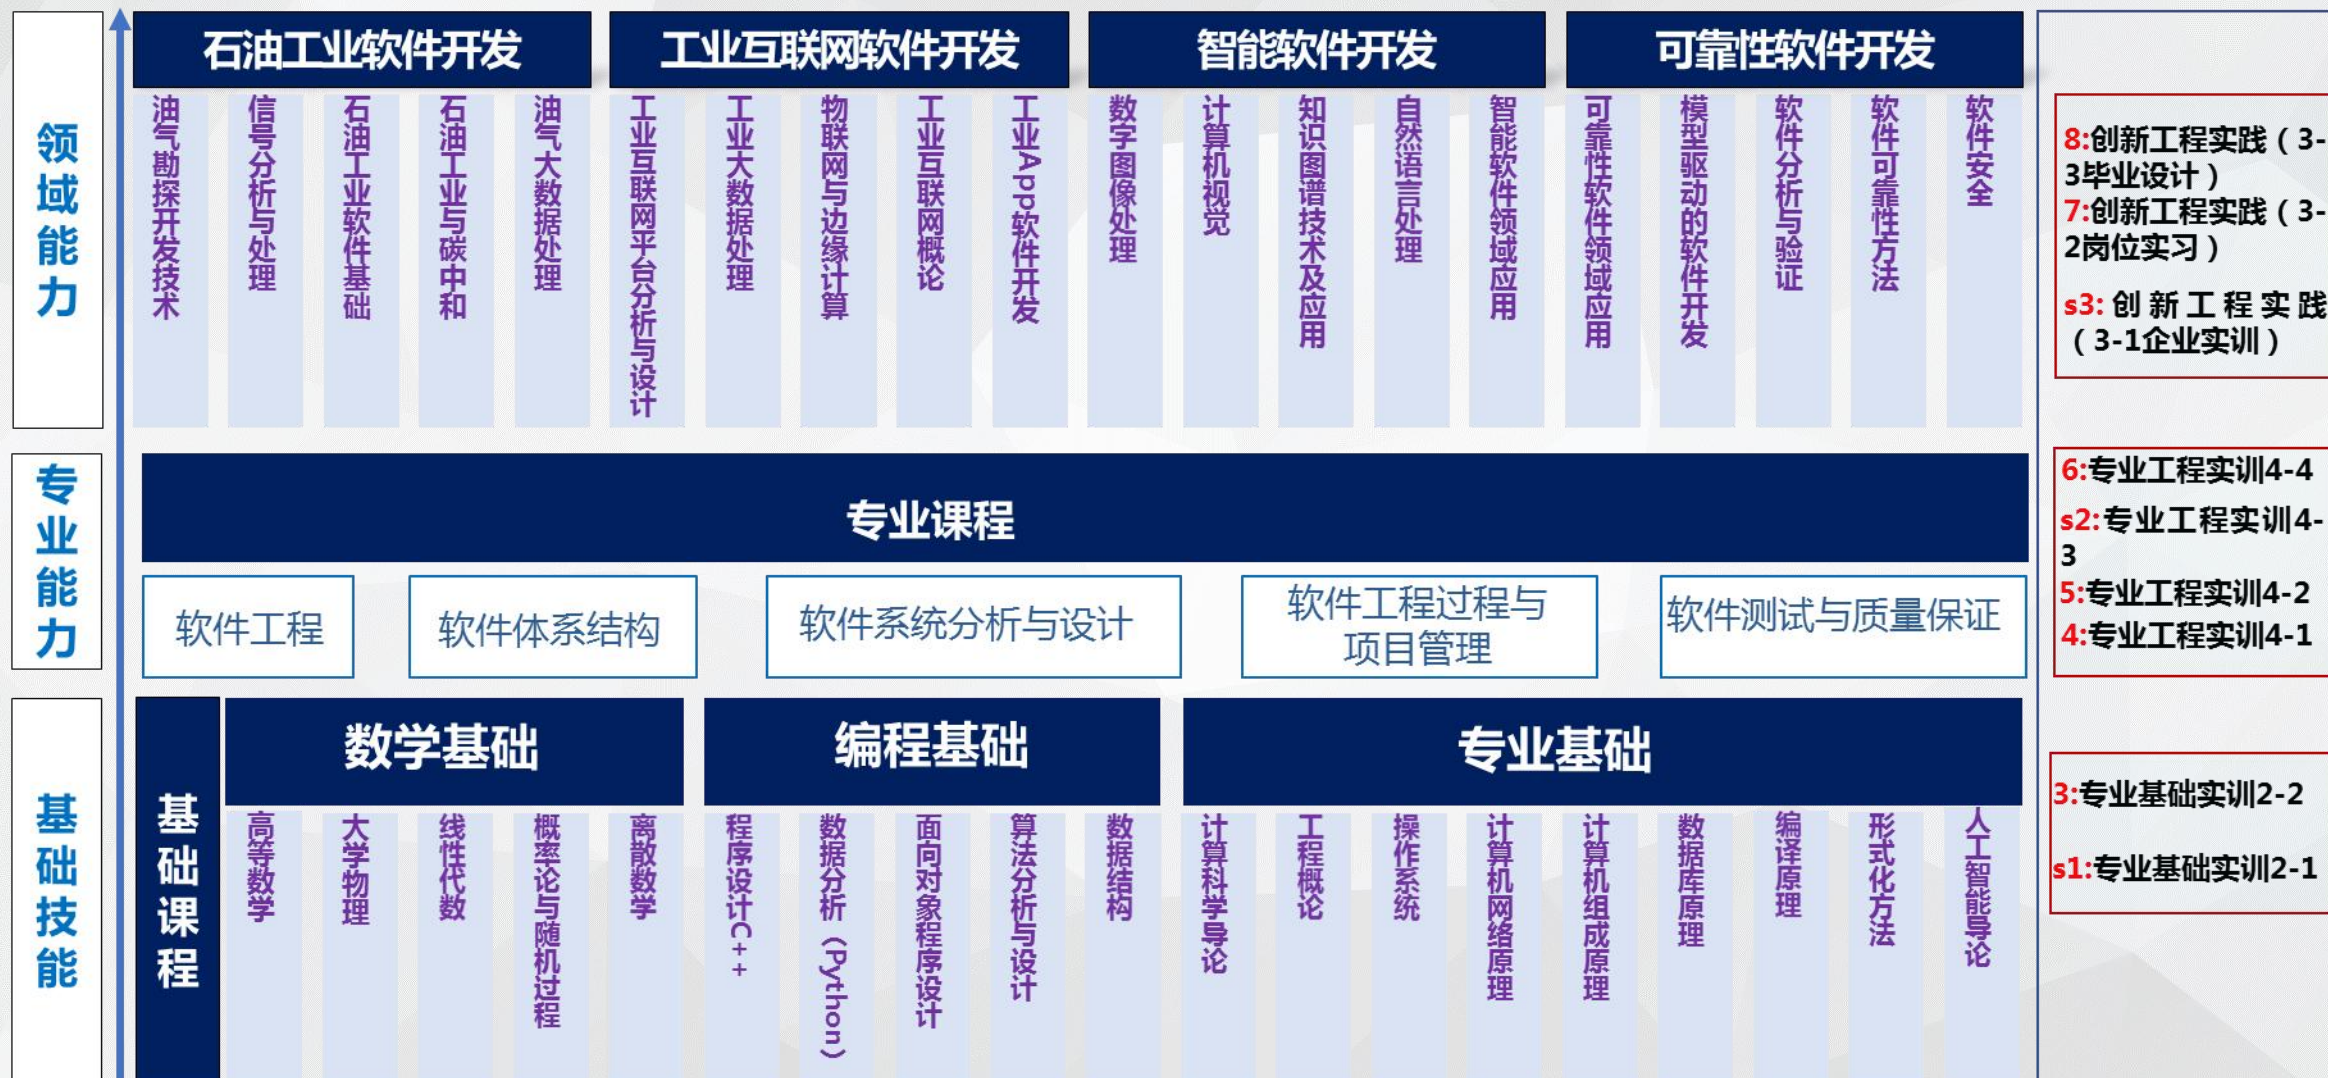 领域能力
石油工业软件开发
油气勘探开发技术
信号分析与处理
石油工业软件基础
石油工业与碳中和
油气大数据处理
工业互联网软件开发
工业互联网平台分析与设计
工业大数据处理
物联网与边缘计算
工业互联网概论
工业App软件开发
智能软件开发
数字图像处理
计算机视觉
知识图谱技术及应用
自然语言处理
智能软件领域应用
可靠性软件开发
可靠性软件领域应用
模型驱动的软件开发
软件分析与验证
软件可靠性方法
软件安全
8:创新工程实践（3-
3毕业设计）
7:创新工程实践（3-
2岗位实习）
s3:创新工程实践
（3-1企业实训）
专业能力
专业课程
软件工程
软件体系结构
软件系统分析与设计
软件工程过程与
项目管理
软件测试与质量保证
6:专业工程实训4-4
s2:专业工程实训4-
3
5:专业工程实训4-2
4:专业工程实训4-1
基础技能
基础课程
数学基础
高等数学
大学物理
线性代数
概率论与随机过程
离散数学
编程基础
程序设计C++
数据分析（Python）
面向对象程序设计
算法分析与设计
数据结构
专业基础
计算科学导论
工程概论
操作系统
计算机网络原理
计算机组成原理
数据库原理
编译原理
形式化方法
人工智能导论
3:专业基础实训2-2
s1:专业基础实训2-1